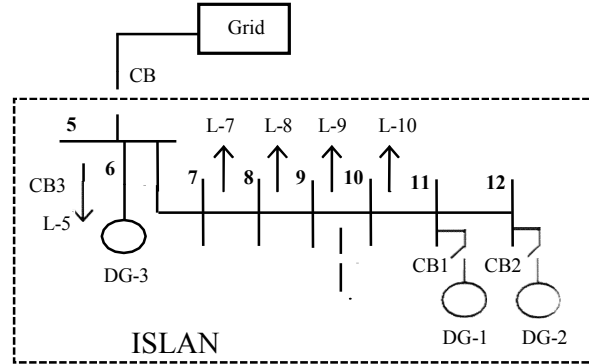 Grid
CB
5
L-7 L-8 L-9 L-10
6
7 8 9 10 11 12
CB3
L-5
CB1 CB2
DG-3
DG-1 DG-2
ISLAN